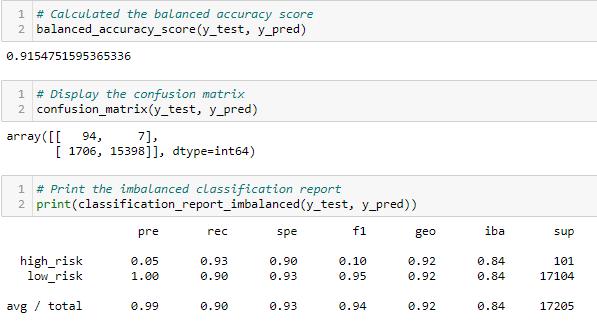 1 # Calculated the balanced accuracy score
2 balanced_accuracy_score(y_test, y_pred)
0.9154751595365336
1 # Display the confusion matrix
2 confusion_matrix(y_test, y_pred)
array([[   94,     7],
       [ 1706, 15398]], dtype=int64)
1 # Print the imbalanced classification report
2 print(classification_report_imbalanced(y_test, y_pred))
pre rec spe f1 geo iba sup
high_risk 0.05 0.93 0.90 0.10 0.92 0.84 101
low_risk 1.00 0.90 0.93 0.95 0.92 0.84 17104
avg / total 0.99 0.90 0.93 0.94 0.92 0.84 17205